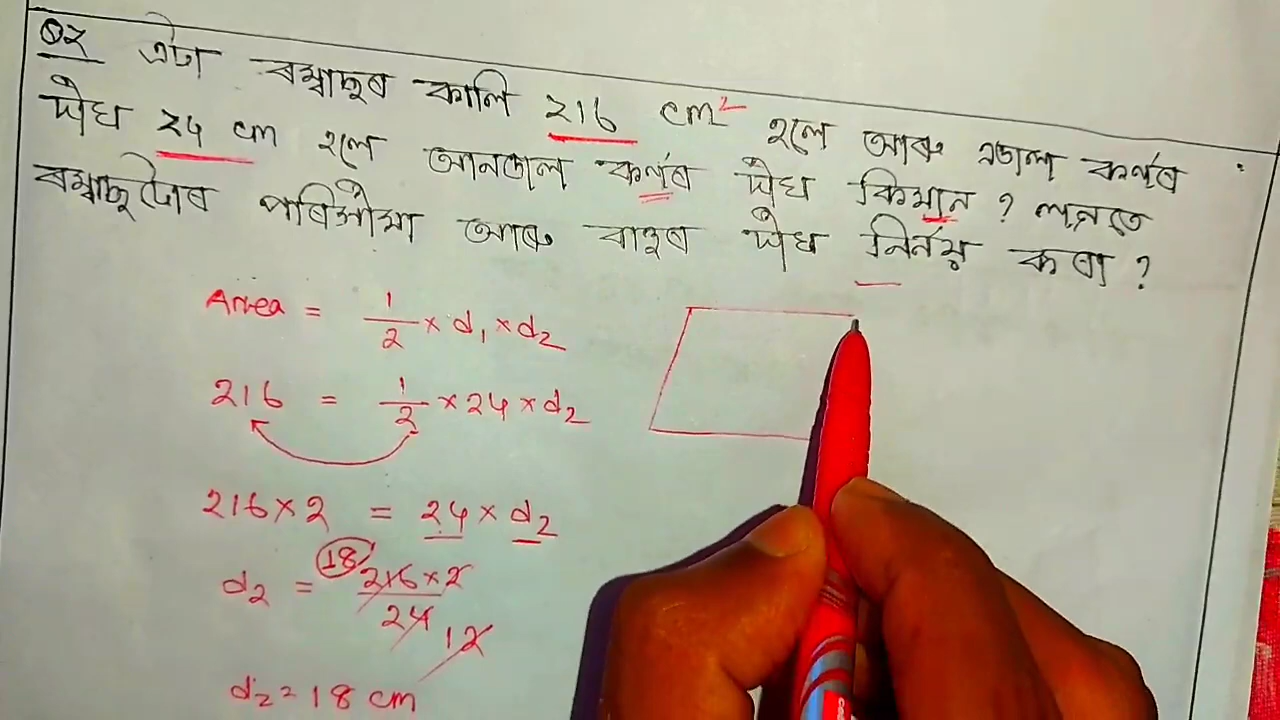 ০২ এটা ৰম্বাছৰ কালি 216 cm² হলে আৰু এডাল কৰ্ণৰ
দৈঘ 24 cm হলে আনডাল কৰ্ণৰ দৈঘ কিমান ? লগতে
ৰম্বাছটোৰ পৰিসীমা আৰু বাহুৰ দৈঘ নিৰ্নয় কৰা ?
Area = 1/2 × d₁ × d₂
216 = 1/2 × 24 × d₂
216 × 2 = 24 × d₂
d₂ = 18 216 × 2 / 24 12
d₂ = 18 cm